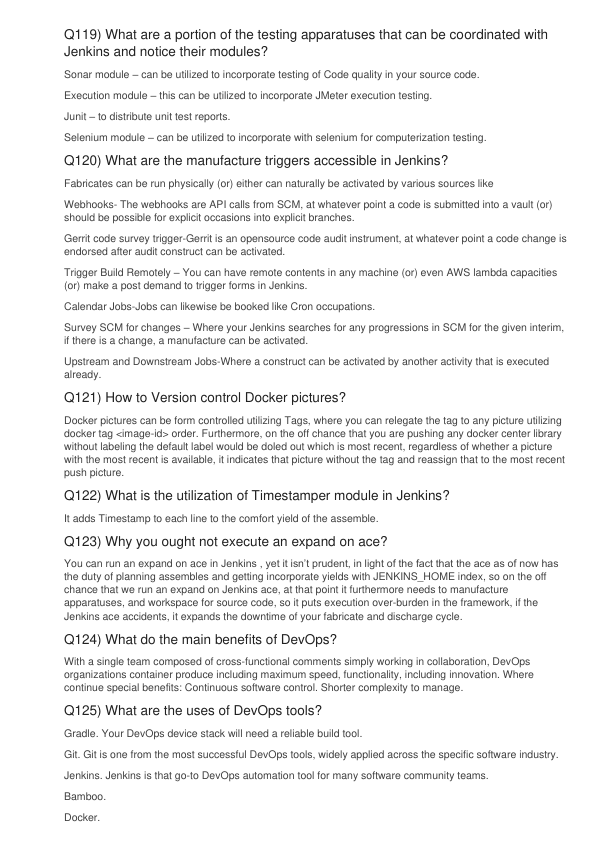 Q119) What are a portion of the testing apparatuses that can be coordinated with
Jenkins and notice their modules?
Sonar module – can be utilized to incorporate testing of Code quality in your source code.
Execution module – this can be utilized to incorporate JMeter execution testing.
Junit – to distribute unit test reports.
Selenium module – can be utilized to incorporate with selenium for computerization testing.
Q120) What are the manufacture triggers accessible in Jenkins?
Fabricates can be run physically (or) either can naturally be activated by various sources like
Webhooks- The webhooks are API calls from SCM, at whatever point a code is submitted into a vault (or)
should be possible for explicit occasions into explicit branches.
Gerrit code survey trigger-Gerrit is an opensource code audit instrument, at whatever point a code change is
endorsed after audit construct can be activated.
Trigger Build Remotely – You can have remote contents in any machine (or) even AWS lambda capacities
(or) make a post demand to trigger forms in Jenkins.
Calendar Jobs-Jobs can likewise be booked like Cron occupations.
Survey SCM for changes – Where your Jenkins searches for any progressions in SCM for the given interim,
if there is a change, a manufacture can be activated.
Upstream and Downstream Jobs-Where a construct can be activated by another activity that is executed
already.
Q121) How to Version control Docker pictures?
Docker pictures can be form controlled utilizing Tags, where you can relegate the tag to any picture utilizing
docker tag <image-id> order. Furthermore, on the off chance that you are pushing any docker center library
without labeling the default label would be doled out which is most recent, regardless of whether a picture
with the most recent is available, it indicates that picture without the tag and reassign that to the most recent
push picture.
Q122) What is the utilization of Timestamper module in Jenkins?
It adds Timestamp to each line to the comfort yield of the assemble.
Q123) Why you ought not execute an expand on ace?
You can run an expand on ace in Jenkins , yet it isn't prudent, in light of the fact that the ace as of now has
the duty of planning assembles and getting incorporate yields with JENKINS_HOME index, so on the off
chance that we run an expand on Jenkins ace, at that point it furthermore needs to manufacture
apparatuses, and workspace for source code, so it puts execution over-burden in the framework, if the
Jenkins ace accidents, it expands the downtime of your fabricate and discharge cycle.
Q124) What do the main benefits of DevOps?
With a single team composed of cross-functional comments simply working in collaboration, DevOps
organizations container produce including maximum speed, functionality, including innovation. Where
continue special benefits: Continuous software control. Shorter complexity to manage.
Q125) What are the uses of DevOps tools?
Gradle. Your DevOps device stack will need a reliable build tool.
Git. Git is one from the most successful DevOps tools, widely applied across the specific software industry.
Jenkins. Jenkins is that go-to DevOps automation tool for many software community teams.
Bamboo.
Docker.